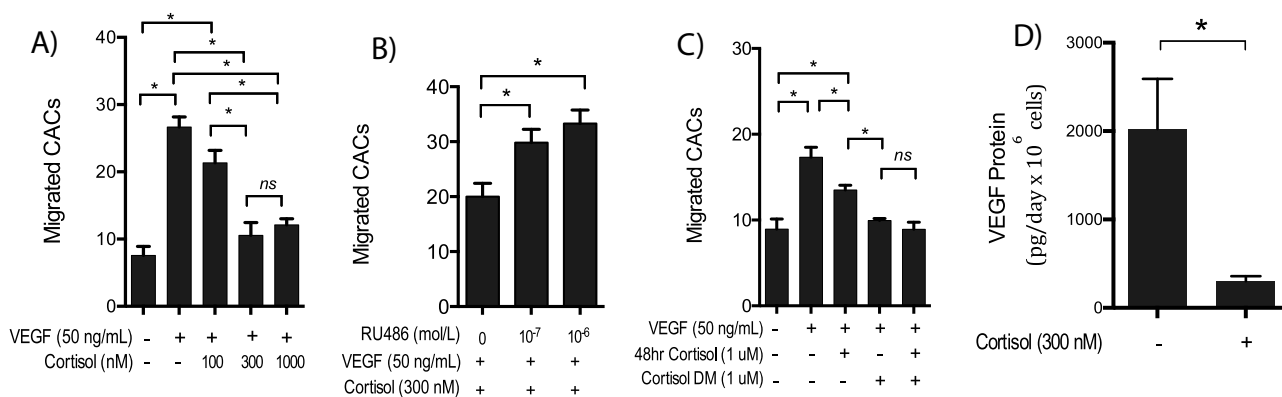 A)
Migrated CACs
40
30
20
10
0
*
*
*
*
*
*
ns
VEGF (50 ng/mL) - + + + +
Cortisol (nM) - - 100 300 1000
B)
Migrated CACs
40
30
20
10
0
*
*
RU486 (mol/L) 0 10⁻⁷ 10⁻⁶
VEGF (50 ng/mL) + + +
Cortisol (300 nM) + + +
C)
Migrated CACs
30
20
10
0
*
*
*
*
ns
VEGF (50 ng/mL) - + + + +
48hr Cortisol (1 uM) - - + - +
Cortisol DM (1 uM) - - - + +
D)
VEGF Protein
(pg/day x 10⁶ cells)
3000
2000
1000
0
*
Cortisol (300 nM) - +